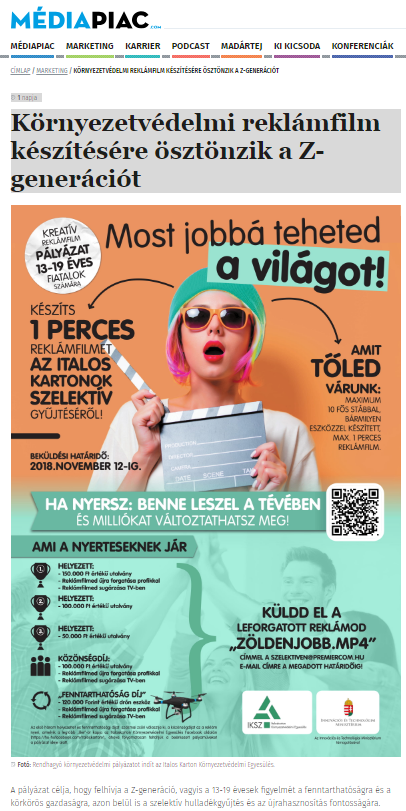 MÉDIAPIAC.COM
MÉDIAPIAC MARKETING KARRIER PODCAST MADÁRTEJ KI KICSODA KONFERENCIÁK
CÍMLAP / MARKETING / KÖRNYEZETVÉDELMI REKLÁMFILM KÉSZÍTÉSÉRE ÖSZTÖNZIK A Z-GENERÁCIÓT
1 napja
Környezetvédelmi reklámfilm
készítésére ösztönzik a Z-
generációt
KREATÍV
REKLÁMFILM
PÁLYÁZAT
13-19 ÉVES
FIATALOK
SZÁMÁRA
Most jobbá teheted
a világot!
KÉSZÍTS
1 PERCES
REKLÁMFILMET
AZ ITALOS
KARTONOK
SZELEKTÍV
GYŰJTÉSÉRŐL!
AMIT
TŐLED
VÁRUNK:
MAXIMUM
10 FŐS STÁBBAL,
BÁRMILYEN
ESZKÖZZEL KÉSZÍTETT,
MAX. 1 PERCES
REKLÁMFILM.
PRODUCTION
DIRECTOR
CAMERA
DATE SCENE
BEKÜLDÉSI HATÁRIDŐ:
2018.NOVEMBER 12-IG.
HA NYERSZ: BENNE LESZEL A TÉVÉBEN
ÉS MILLIÓKAT VÁLTOZTATHATSZ MEG!
AMI A NYERTESEKNEK JÁR
1. HELYEZETT:
- 150.000 Ft értékű utalvány
- Reklámfilmed újra forgatása profikkal
- Reklámfilmed sugárzása TV-ben
2. HELYEZETT:
- 100.000 Ft értékű utalvány
3. HELYEZETT:
- 50.000 Ft értékű utalvány
KÖZÖNSÉGDÍJ:
- 100.000 Ft értékű utalvány
- Reklámfilmed újra forgatása profikkal
- Reklámfilmed sugárzása TV-ben
„FENNTARTHATÓSÁG DÍJ"
- 120.000 Forint értékű drón eszköz
- Reklámfilmed újra forgatása profikkal
- Reklámfilmed sugárzása TV-ben
KÜLDD EL A
LEFORGATOTT REKLÁMOD
„ZÖLDENJOBB.MP4"
CÍMMEL A SZELEKTIVEN@PREMIERCOM.HU
E-MAIL CÍMRE A MEGADOTT HATÁRIDŐIG!
IKSZ
INNOVÁCIÓS ÉS TECHNOLÓGIAI
MINISZTÉRIUM
Fotó: Rendhagyó környezetvédelmi pályázatot indít az Italos Karton Környezetvédelmi Egyesülés.
A pályázat célja, hogy felhívja a Z-generáció, vagyis a 13-19 évesek figyelmét a fenntarthatóságra és a
körkörös gazdaságra, azon belül is a szelektív hulladékgyűjtés és az újrahasznosítás fontosságára.